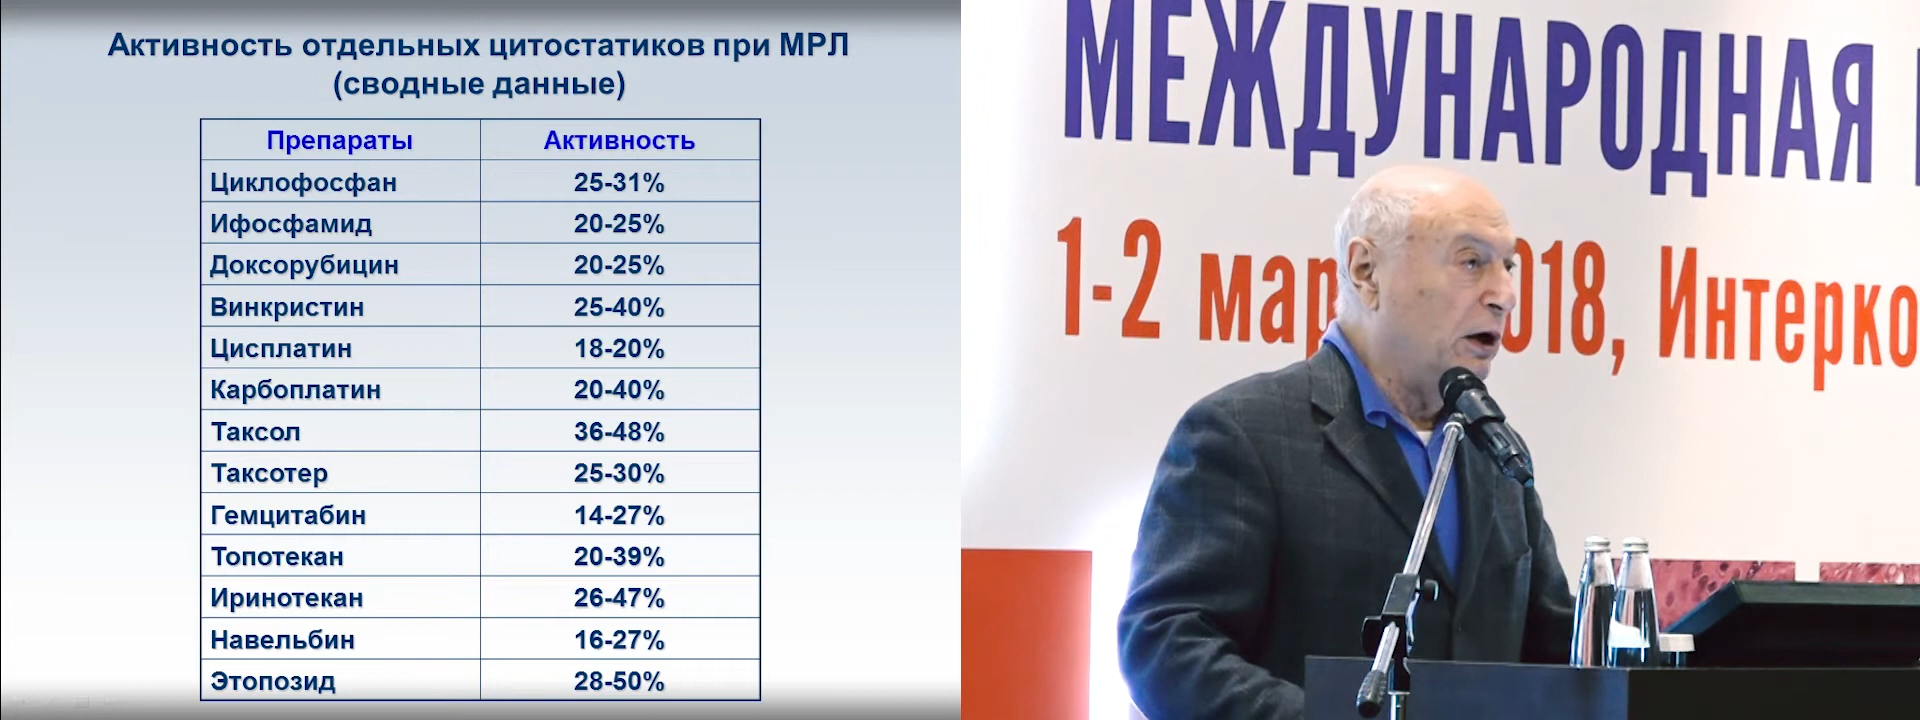 Активность отдельных цитостатиков при МРЛ
(сводные данные)
Препараты Активность
Циклофосфан 25-31%
Ифосфамид 20-25%
Доксорубицин 20-25%
Винкристин 25-40%
Цисплатин 18-20%
Карбоплатин 20-40%
Таксол 36-48%
Таксотер 25-30%
Гемцитабин 14-27%
Топотекан 20-39%
Иринотекан 26-47%
Навельбин 16-27%
Этопозид 28-50%
МЕЖДУНАРОДНАЯ
1-2 мар 018, Интерко